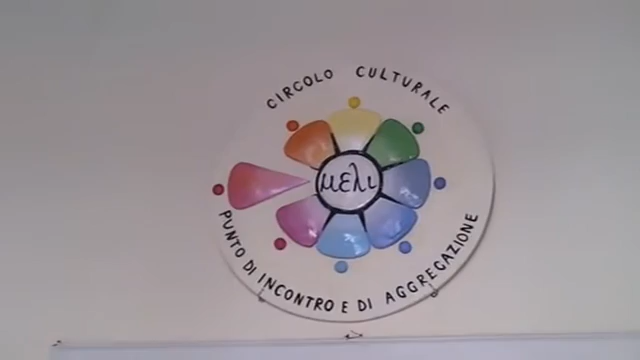 CIRCOLO CULTURALE
μελι
PUNTO DI INCONTRO E DI AGGREGAZIONE